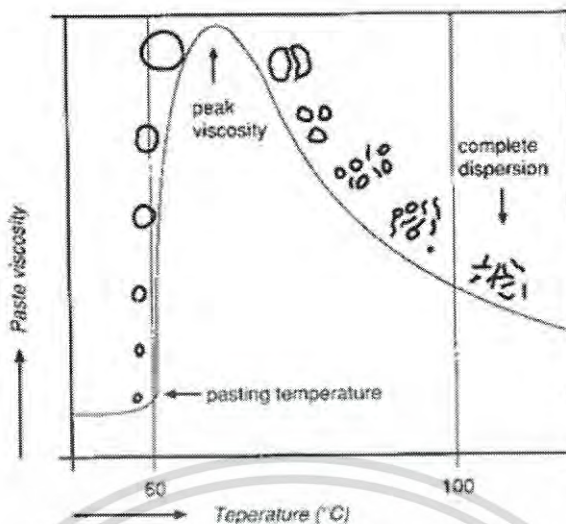 peak
viscosity
complete
dispersion
Paste viscosity
pasting temperature
60
100
Teperature (°C)